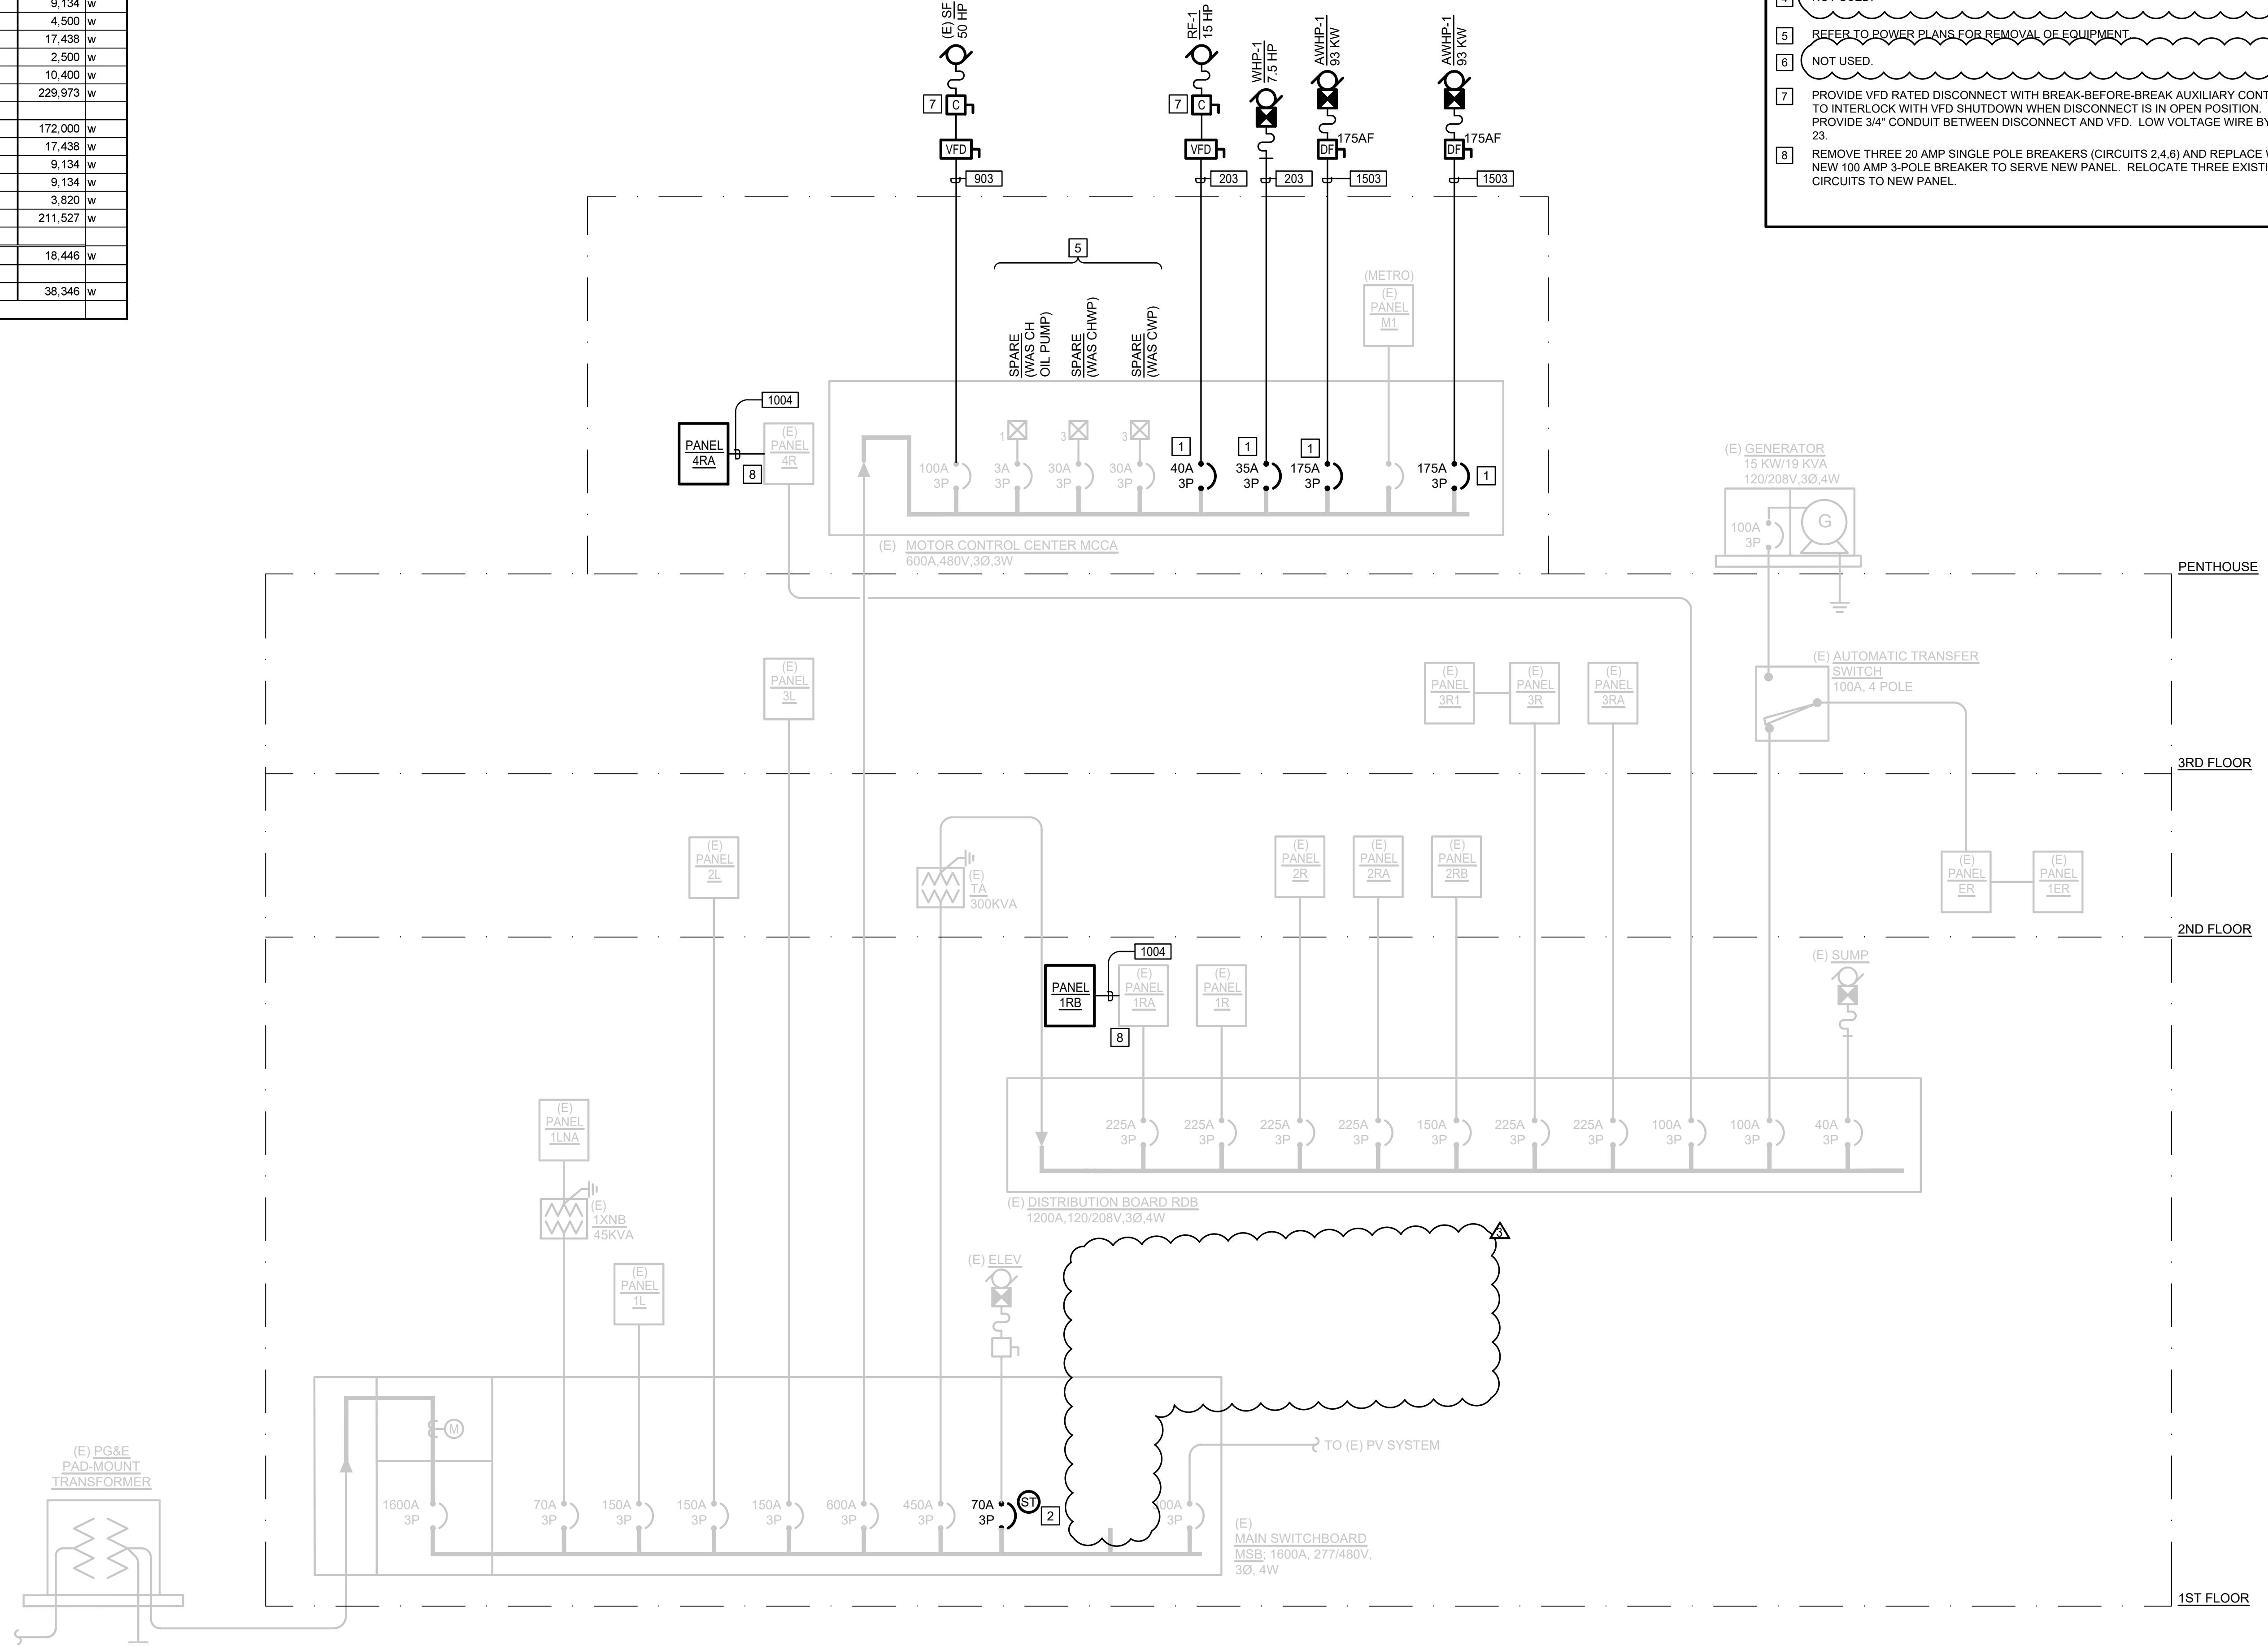 9,134 w
4,500 w
17,438 w
2,500 w
10,400 w
229,973 w
172,000 w
17,438 w
9,134 w
9,134 w
3,820 w
211,527 w
18,446 w
38,346 w
5 REFER TO POWER PLANS FOR REMOVAL OF EQUIPMENT.
6 NOT USED.
7 PROVIDE VFD RATED DISCONNECT WITH BREAK-BEFORE-BREAK AUXILIARY CONT
TO INTERLOCK WITH VFD SHUTDOWN WHEN DISCONNECT IS IN OPEN POSITION.
PROVIDE 3/4" CONDUIT BETWEEN DISCONNECT AND VFD. LOW VOLTAGE WIRE BY
23.
8 REMOVE THREE 20 AMP SINGLE POLE BREAKERS (CIRCUITS 2,4,6) AND REPLACE
NEW 100 AMP 3-POLE BREAKER TO SERVE NEW PANEL. RELOCATE THREE EXISTI
CIRCUITS TO NEW PANEL.
(E) SF
50 HP
RF-1
15 HP
WHP-1
7.5 HP
AWHP-1
93 KW
AWHP-1
93 KW
7 C
7 C
VFD
VFD
DF
175AF
DF
175AF
903
203
203
1503
1503
5
SPARE
(WAS CH
OIL PUMP)
SPARE
(WAS CHWP)
SPARE
(WAS CWP)
(METRO)
(E)
PANEL
M1
1004
PANEL
4RA
8
(E)
PANEL
4R
1
3
3
100A
3P
3A
3P
30A
3P
30A
3P
1
40A
3P
1
35A
3P
1
175A
3P
175A
3P
1
(E) MOTOR CONTROL CENTER MCCA
600A,480V,3Ø,3W
(E) GENERATOR
15 KW/19 KVA
120/208V,3Ø,4W
100A
3P
G
PENTHOUSE
(E)
PANEL
3L
(E)
PANEL
3R1
(E)
PANEL
3R
(E)
PANEL
3RA
(E) AUTOMATIC TRANSFER
SWITCH
100A, 4 POLE
3RD FLOOR
(E)
PANEL
2L
(E)
TA
300KVA
(E)
PANEL
2R
(E)
PANEL
2RA
(E)
PANEL
2RB
(E)
PANEL
ER
(E)
PANEL
1ER
2ND FLOOR
1004
PANEL
1RB
(E)
PANEL
1RA
8
(E)
PANEL
1R
(E) SUMP
225A
3P
225A
3P
225A
3P
225A
3P
150A
3P
225A
3P
225A
3P
100A
3P
100A
3P
40A
3P
(E) DISTRIBUTION BOARD RDB
1200A,120/208V,3Ø,4W
(E)
PANEL
1LNA
(E)
1XNB
45KVA
(E)
PANEL
1L
(E) ELEV
3
M
TO (E) PV SYSTEM
(E) PG&E
PAD-MOUNT
TRANSFORMER
1600A
3P
70A
3P
150A
3P
150A
3P
150A
3P
600A
3P
450A
3P
70A
3P
ST
2
00A
3P
(E)
MAIN SWITCHBOARD
MSB; 1600A, 277/480V,
3Ø, 4W
1ST FLOOR